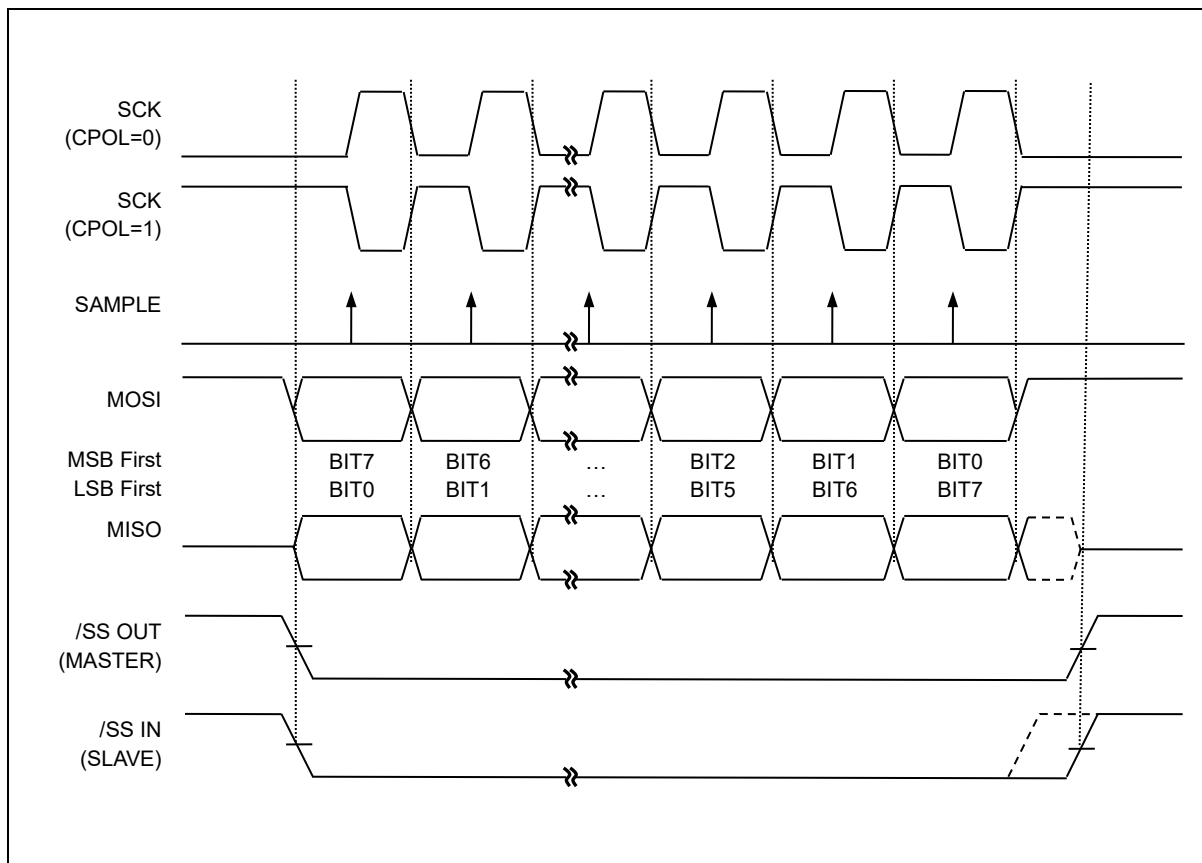 SCK
(CPOL=0)
SCK
(CPOL=1)
SAMPLE
MOSI
MSB First BIT7 BIT6 … BIT2 BIT1 BIT0
LSB First BIT0 BIT1 … BIT5 BIT6 BIT7
MISO
/SS OUT
(MASTER)
/SS IN
(SLAVE)